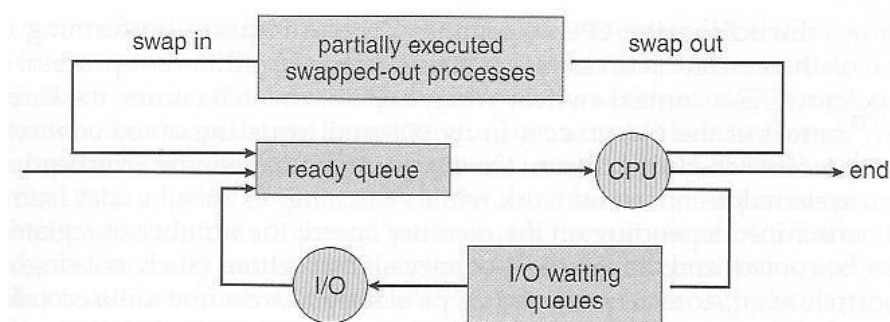 swap in
partially executed
swapped-out processes
swap out
ready queue
CPU
end
I/O
I/O waiting
queues